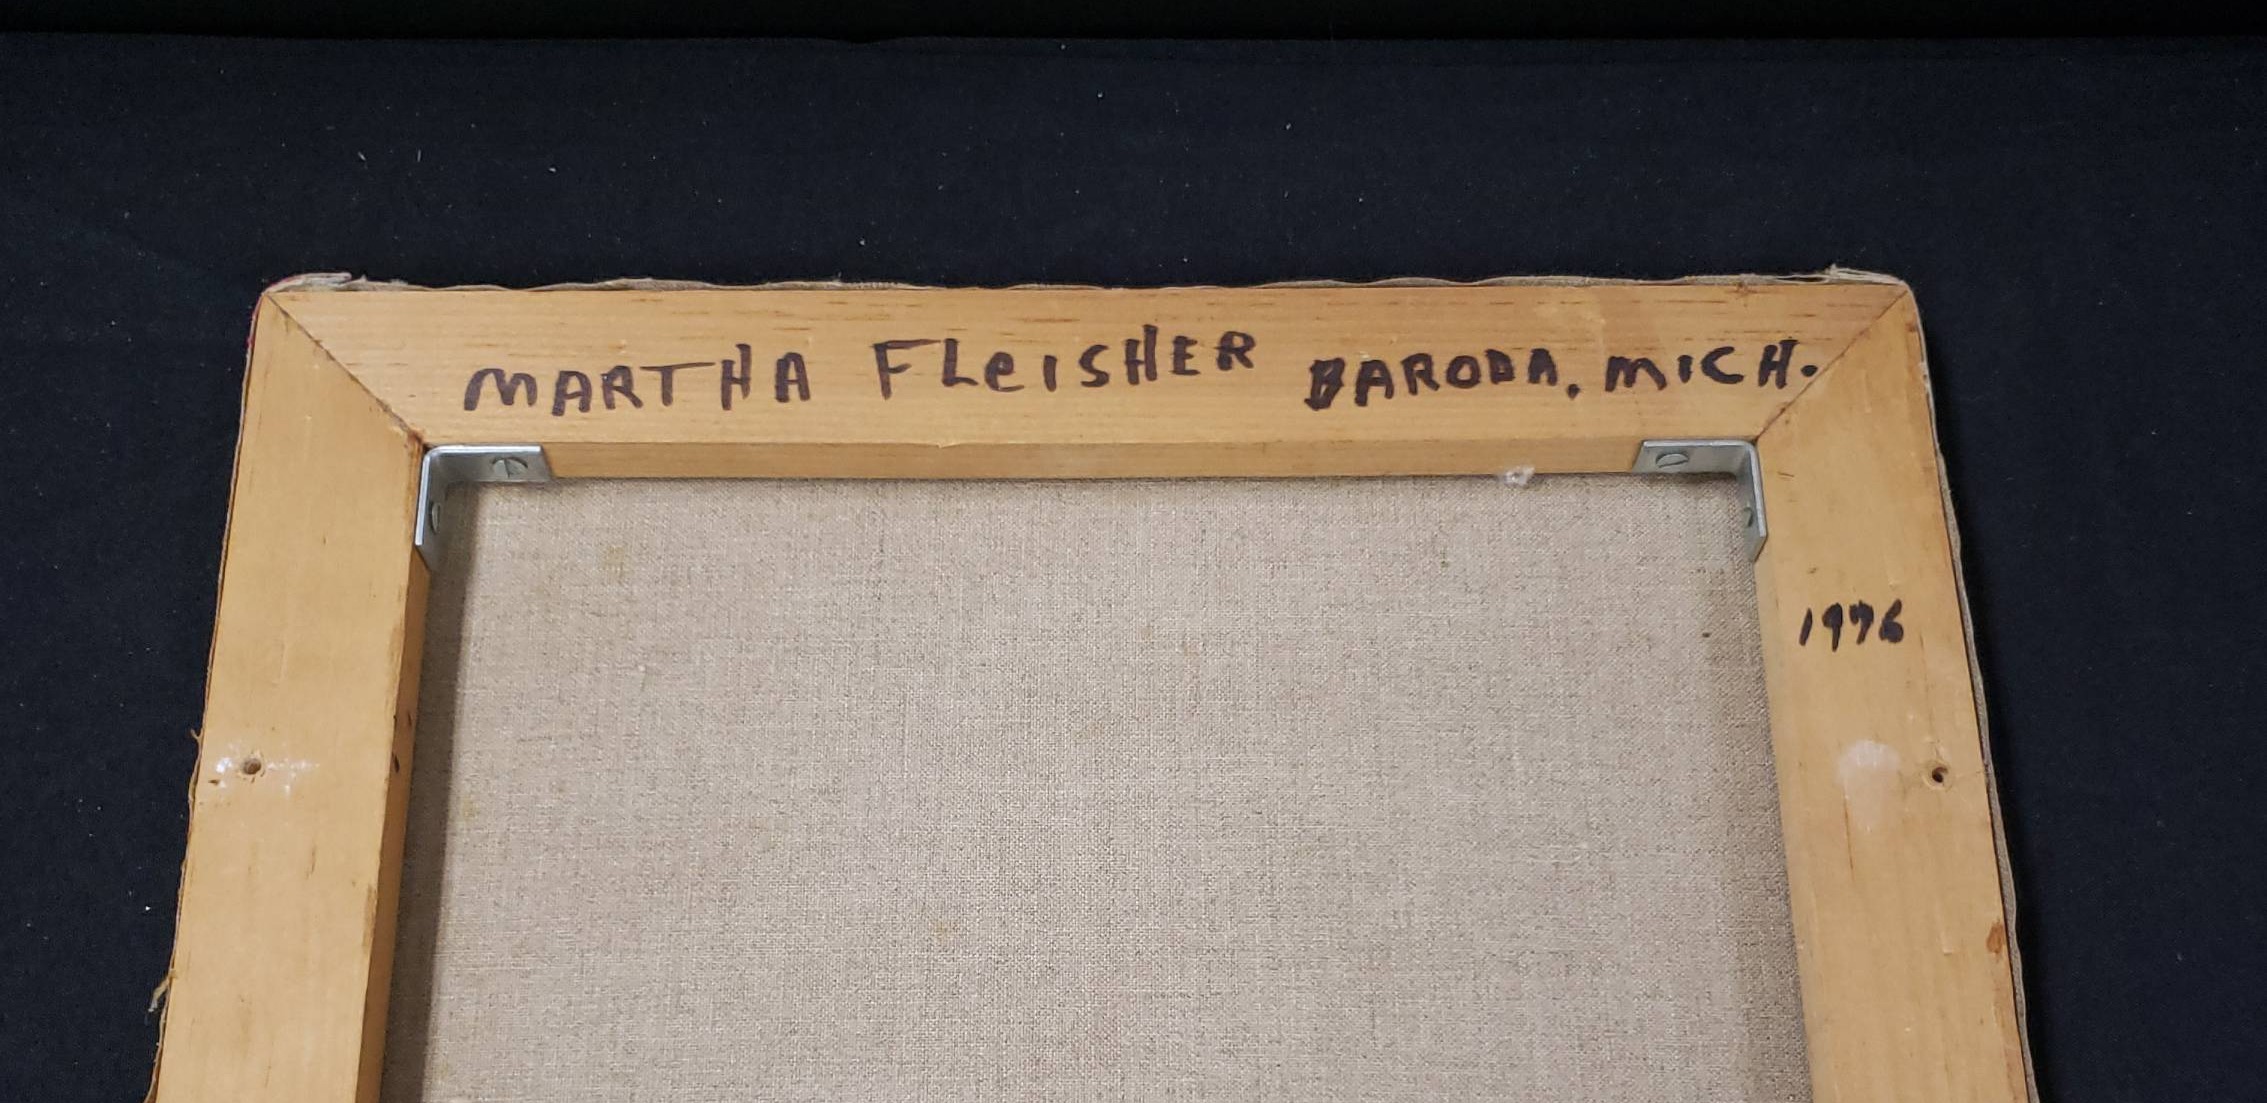 MARTHA FLeISHER BARODA. MICH.
1976